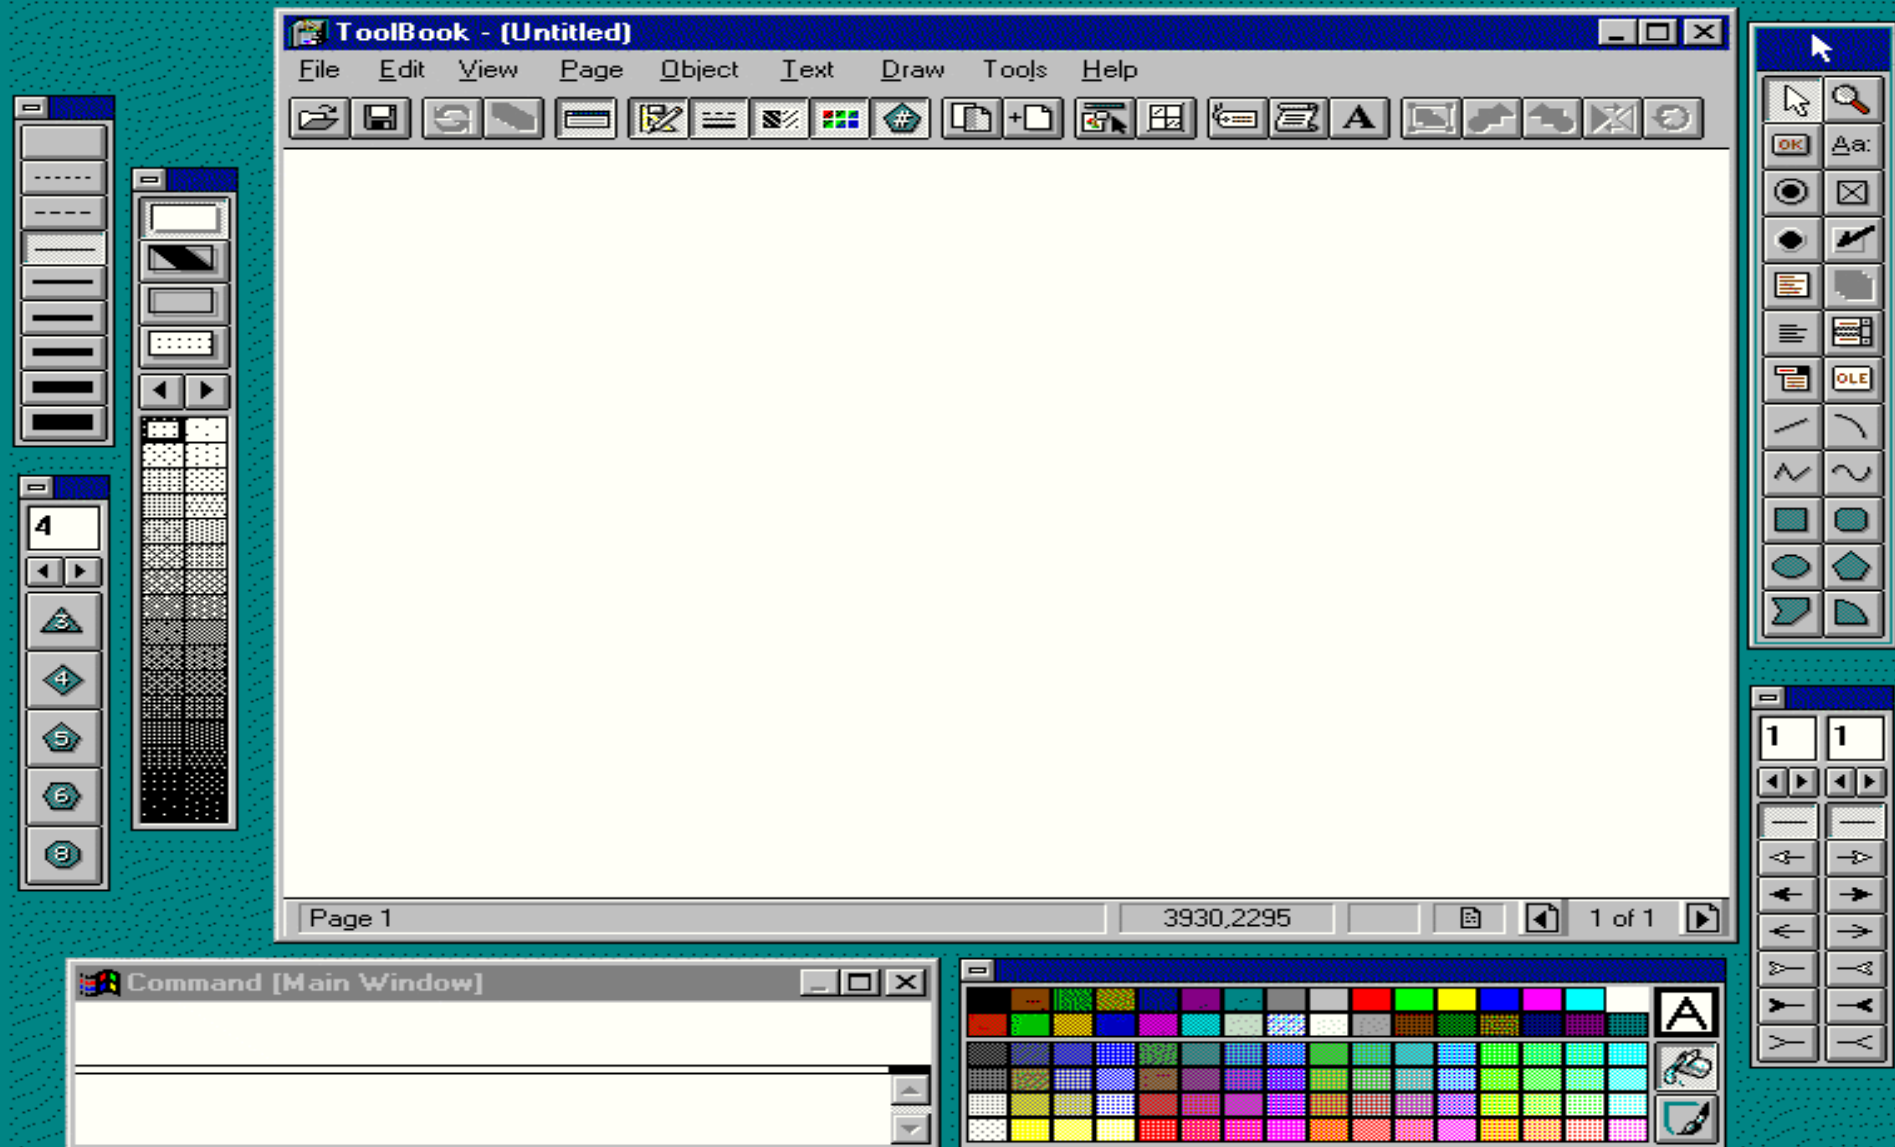 ToolBook - (Untitled)
File Edit View Page Object Text Draw Tools Help
# + A
OK Aa:
OLE
4
3
4
5
6
8
1 1
Page 1 3930,2295 1 of 1
Command [Main Window]
A